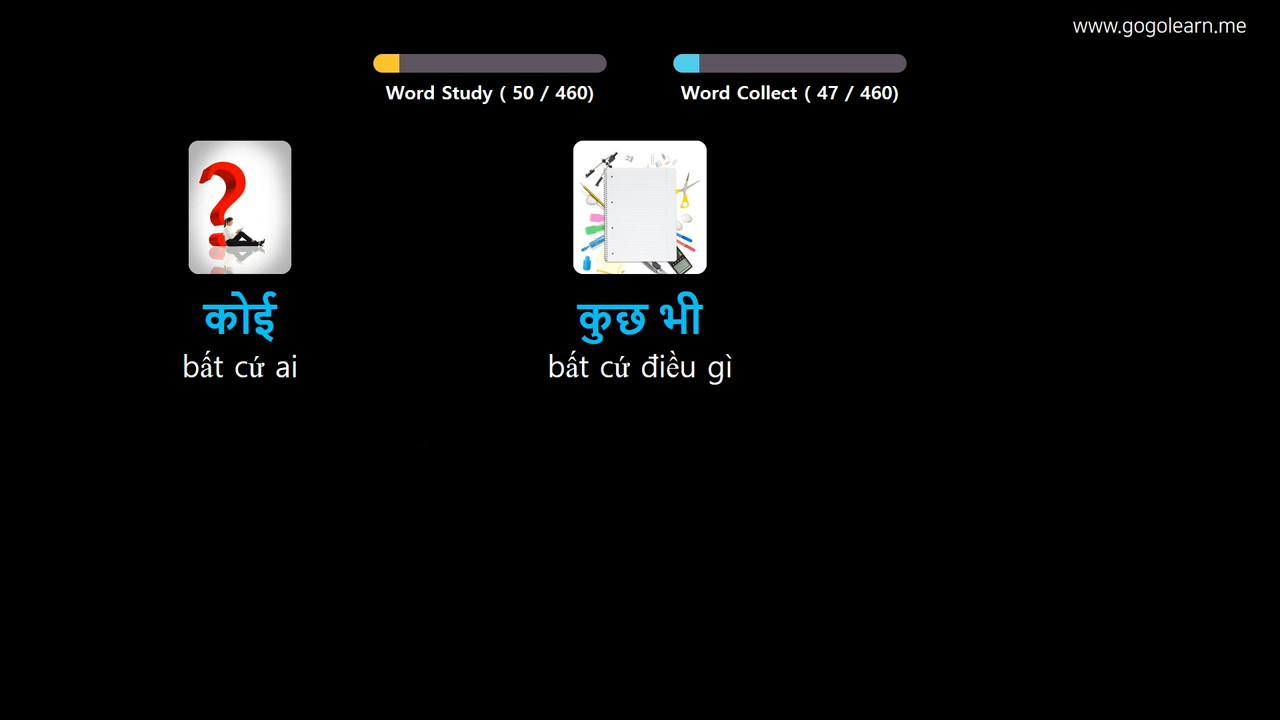 www.gogolearn.me
Word Study ( 50 / 460)
Word Collect ( 47 / 460)
कोई
कुछ भी
bất cứ ai
bất cứ điều gì